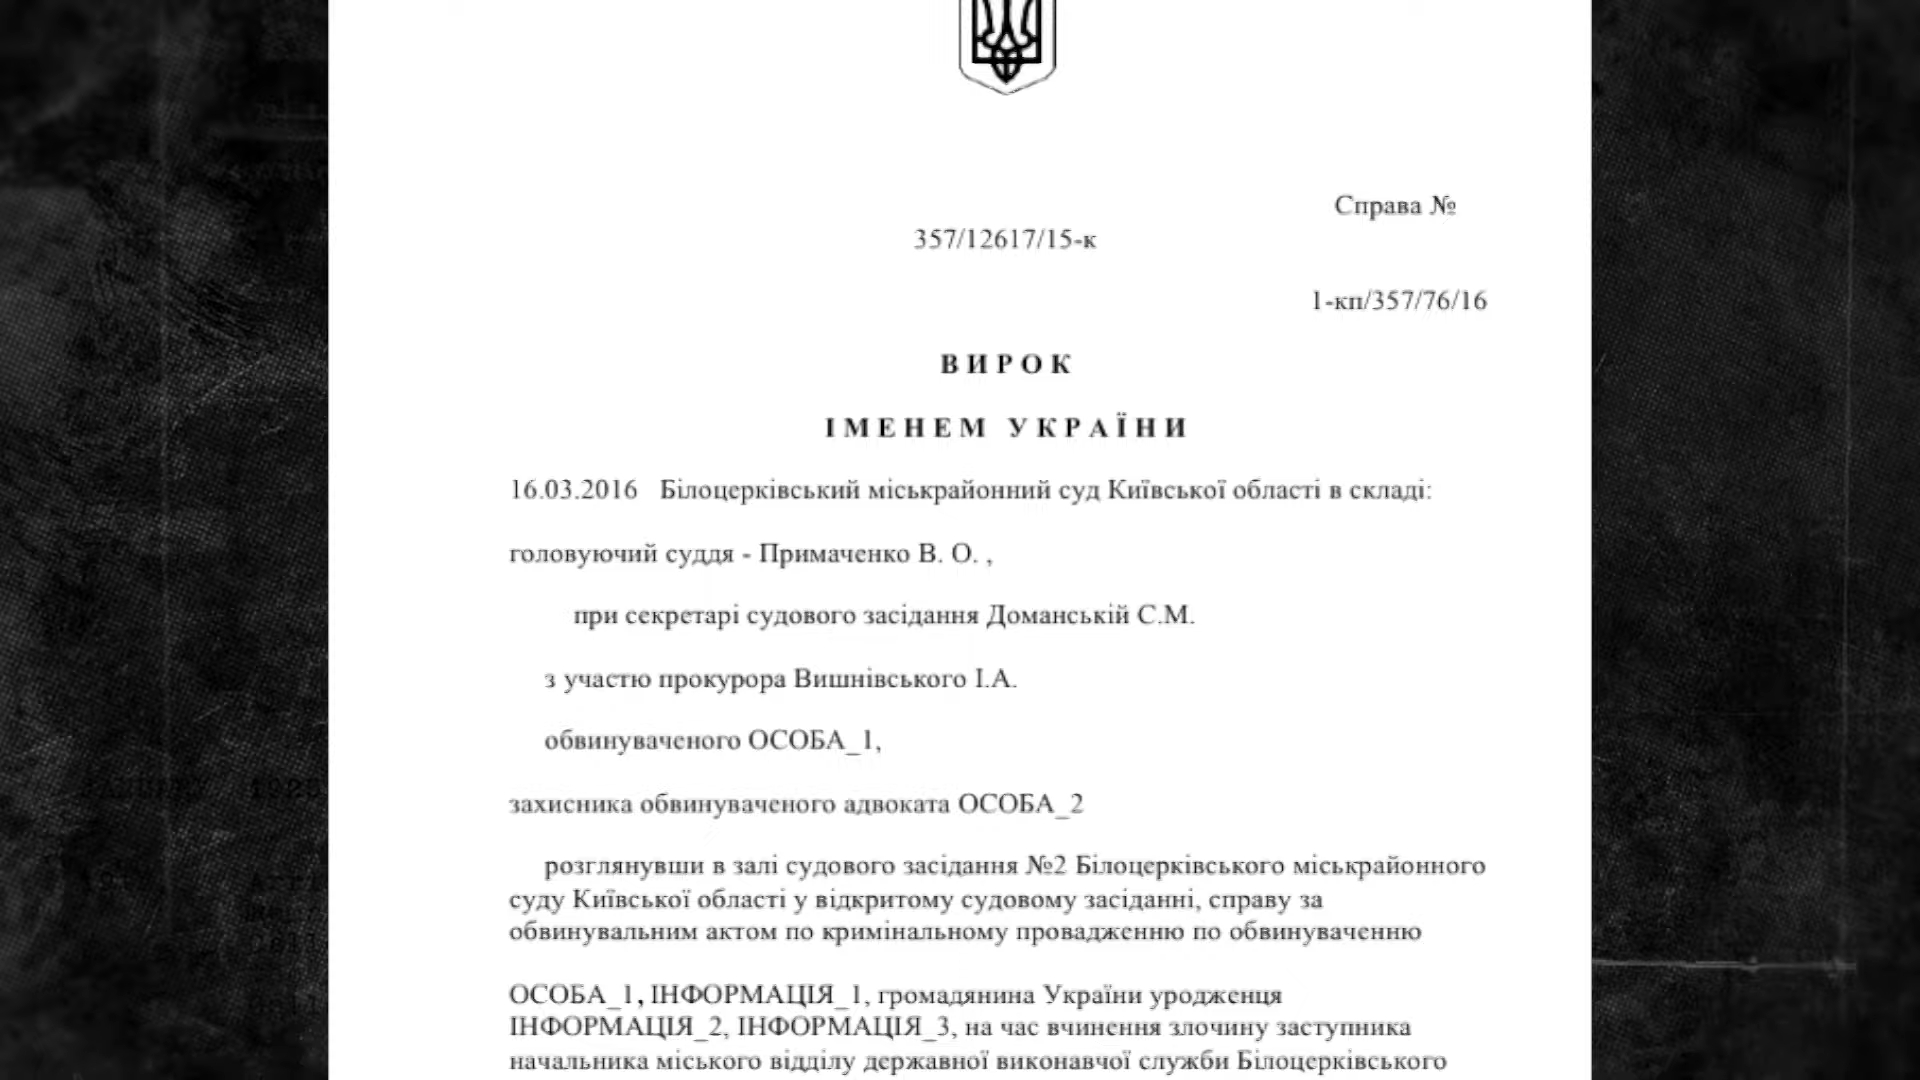 Справа №
357/12617/15-к
1-кп/357/76/16
ВИРОК
ІМЕНЕМ УКРАЇНИ
16.03.2016 Білоцерківський міськрайонний суд Київської області в складі:
головуючий суддя - Примаченко В. О. ,
при секретарі судового засідання Доманській С.М.
з участю прокурора Вишнівського І.А.
обвинуваченого ОСОБА_1,
захисника обвинуваченого адвоката ОСОБА_2
розглянувши в залі судового засідання №2 Білоцерківського міськрайонного
суду Київської області у відкритому судовому засіданні, справу за
обвинувальним актом по кримінальному провадженню по обвинуваченню
ОСОБА_1, ІНФОРМАЦІЯ_1, громадянина України уродженця
ІНФОРМАЦІЯ_2, ІНФОРМАЦІЯ_3, на час вчинення злочину заступника
начальника міського відділу державної виконавчої служби Білоцерківського